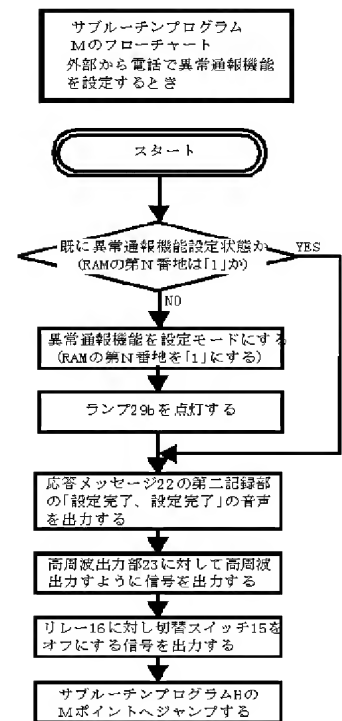 サブルーチンプログラム
Mのフローチャート
外部から電話で異常通報機能
を設定するとき
スタート
既に異常通報機能設定状態か
(RAMの第N番地は「1」か)
YES
NO
異常通報機能を設定モードにする
(RAMの第N番地を「1」にする)
ランプ29bを点灯する
応答メッセージ22の第二記録部
の「設定完了、設定完了」の音声
を出力する
高周波出力部23に対して高周波
出力すように信号を出力する
リレー16に対し切替スイッチ15を
オフにする信号を出力する
サブルーチンプログラムHの
Mポイントへジャンプする